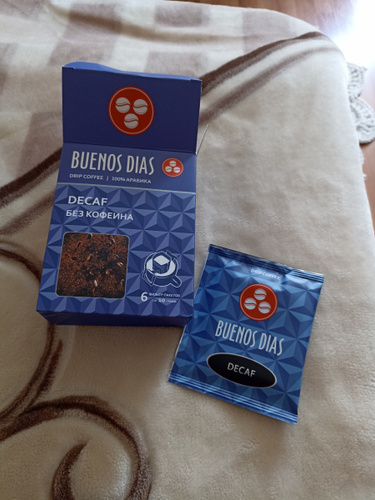 BUENOS DIAS
DRIP COFFEE | 100% АРАБИКА
DECAF
БЕЗ КОФЕИНА
6
BUENOS DIAS
DECAF